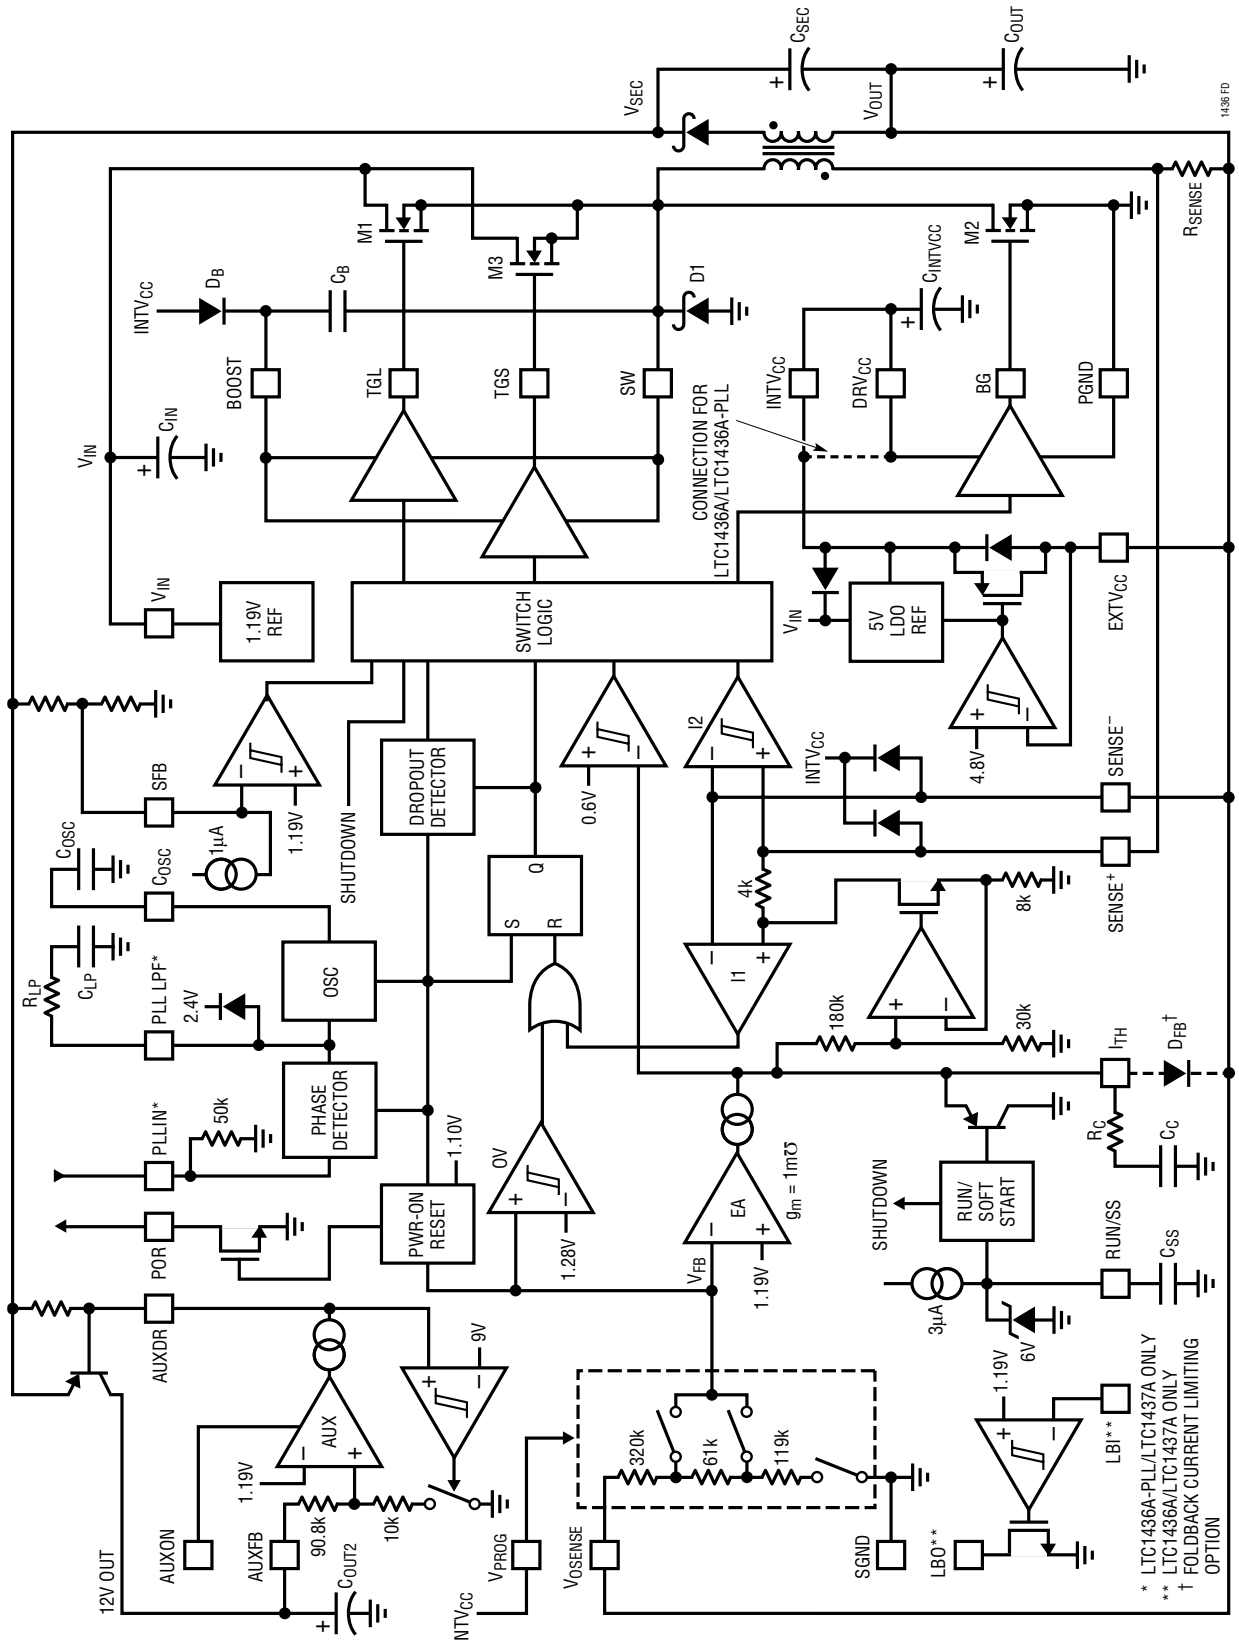 VSEC
CSEC
VOUT
COUT
1436 FD
RSENSE
M1
M3
M2
INTVCC
DB
CB
D1
CINTVCC
VIN
CIN
BOOST
TGL
TGS
SW
INTVCC
DRVCC
BG
PGND
CONNECTION FOR
LTC1436A/LTC1436A-PLL
VIN
1.19V
REF
SWITCH
LOGIC
VIN
5V
LDO
REF
EXTVCC
4.8V
+
–
SFB
–
+
1.19V
1µA
SHUTDOWN
DROPOUT
DETECTOR
0.6V
+
–
I2
–
+
INTVCC
SENSE–
SENSE+
COSC
COSC
RLP
CLP
PLL LPF*
2.4V
OSC
S
R
Q
4k
I1
–
+
8k
180k
30k
+
–
ITH
DFB†
PLLIN*
50k
PHASE
DETECTOR
1.10V
PWR-ON
RESET
POR
OV
+
–
1.28V
EA
gm = 1m℧
–
+
VFB
1.19V
SHUTDOWN
RUN/
SOFT
START
RC
CC
RUN/SS
CSS
3µA
6V
AUXDR
9V
+
–
AUX
–
+
1.19V
90.8k
10k
AUXON
AUXFB
12V OUT
COUT2
NTVCC
VPROG
VOSENSE
320k
61k
119k
SGND
1.19V
+
–
LBI**
LBO**
* LTC1436A-PLL/LTC1437A ONLY
** LTC1436A/LTC1437A ONLY
† FOLDBACK CURRENT LIMITING
OPTION